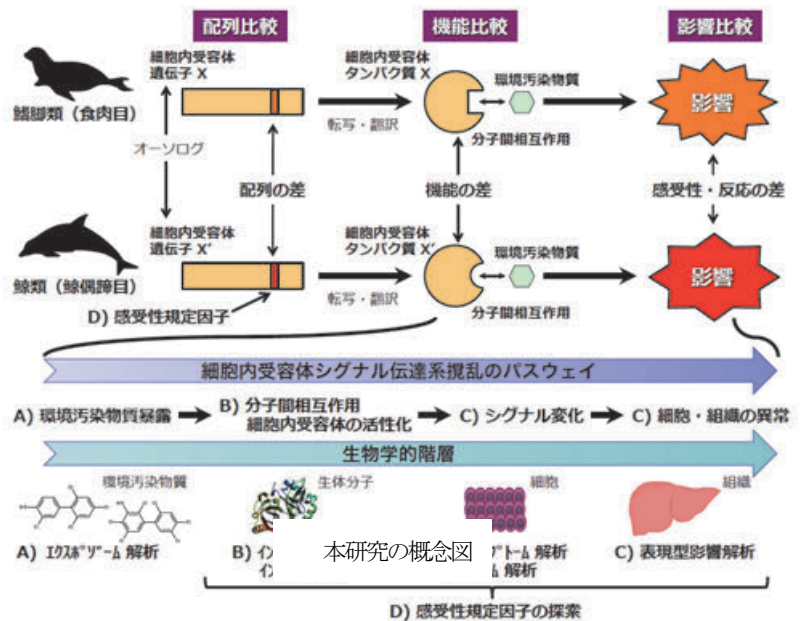 配列比較
機能比較
影響比較
細胞内受容体
遺伝子 X
細胞内受容体
タンパク質 X
環境汚染物質
影響
鰭脚類（食肉目）
転写・翻訳
分子間相互作用
オーソログ
配列の差
機能の差
感受性・反応の差
細胞内受容体
遺伝子 X'
細胞内受容体
タンパク質 X'
環境汚染物質
影響
鯨類（鯨偶蹄目）
転写・翻訳
分子間相互作用
D) 感受性規定因子
細胞内受容体シグナル伝達系撹乱のパスウェイ
A) 環境汚染物質暴露
B) 分子間相互作用
細胞内受容体の活性化
C) シグナル変化
C) 細胞・組織の異常
生物学的階層
環境汚染物質
生体分子
細胞
組織
A) ｴｸｽﾎﾟｿﾞｰﾑ 解析
B) ｲﾝ
ｲﾝ
本研究の概念図
ﾄｰﾑ 解析
ﾑ 解析
C) 表現型影響解析
D) 感受性規定因子の探索